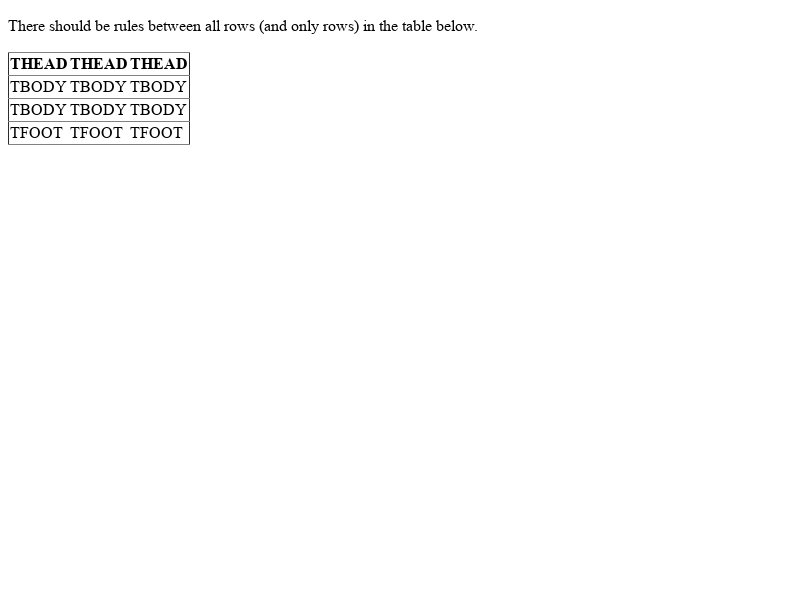 There should be rules between all rows (and only rows) in the table below.
THEAD THEAD THEAD
TBODY TBODY TBODY
TBODY TBODY TBODY
TFOOT TFOOT TFOOT